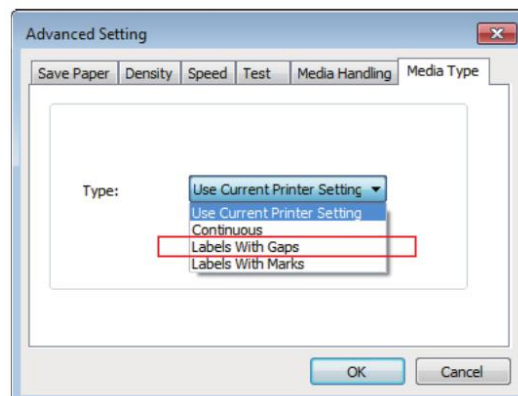 Advanced Setting
Save Paper Density Speed Test Media Handling Media Type
Type: Use Current Printer Setting
Use Current Printer Setting
Continuous
Labels With Gaps
Labels With Marks
OK Cancel